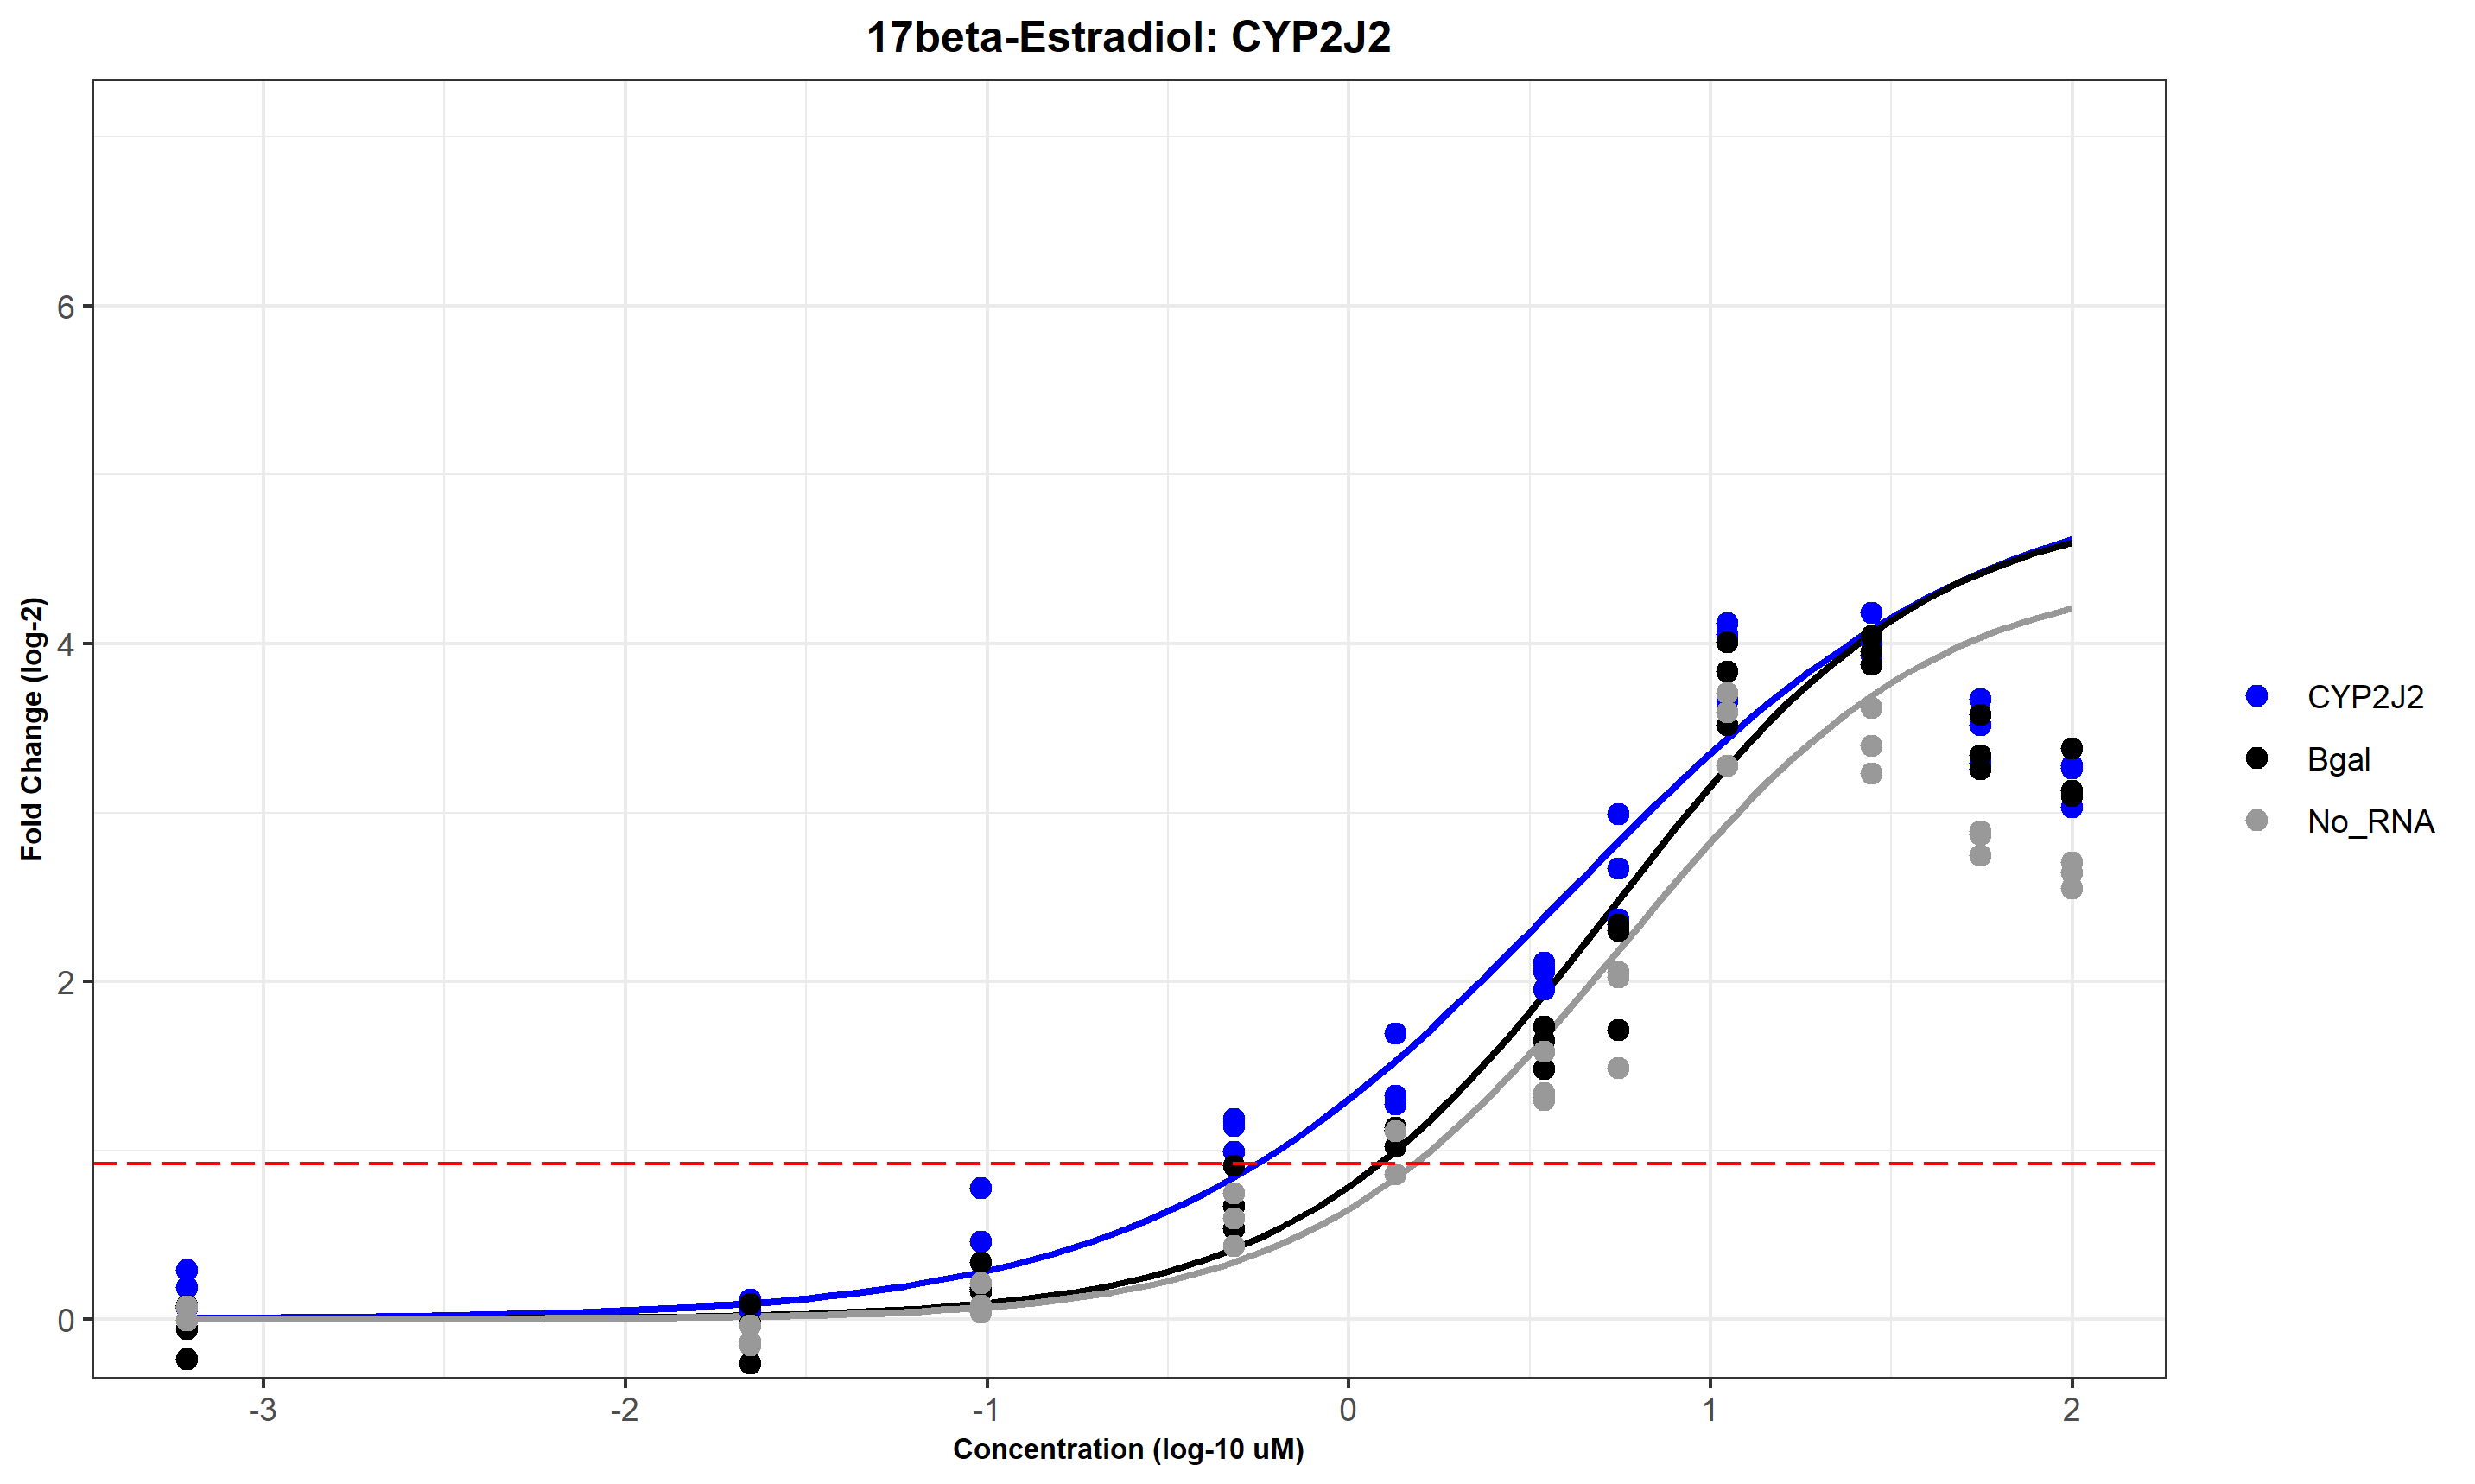 17beta-Estradiol: CYP2J2
Fold Change (log-2)
6
4
2
0
-3
-2
-1
0
1
2
Concentration (log-10 uM)
CYP2J2
Bgal
No_RNA